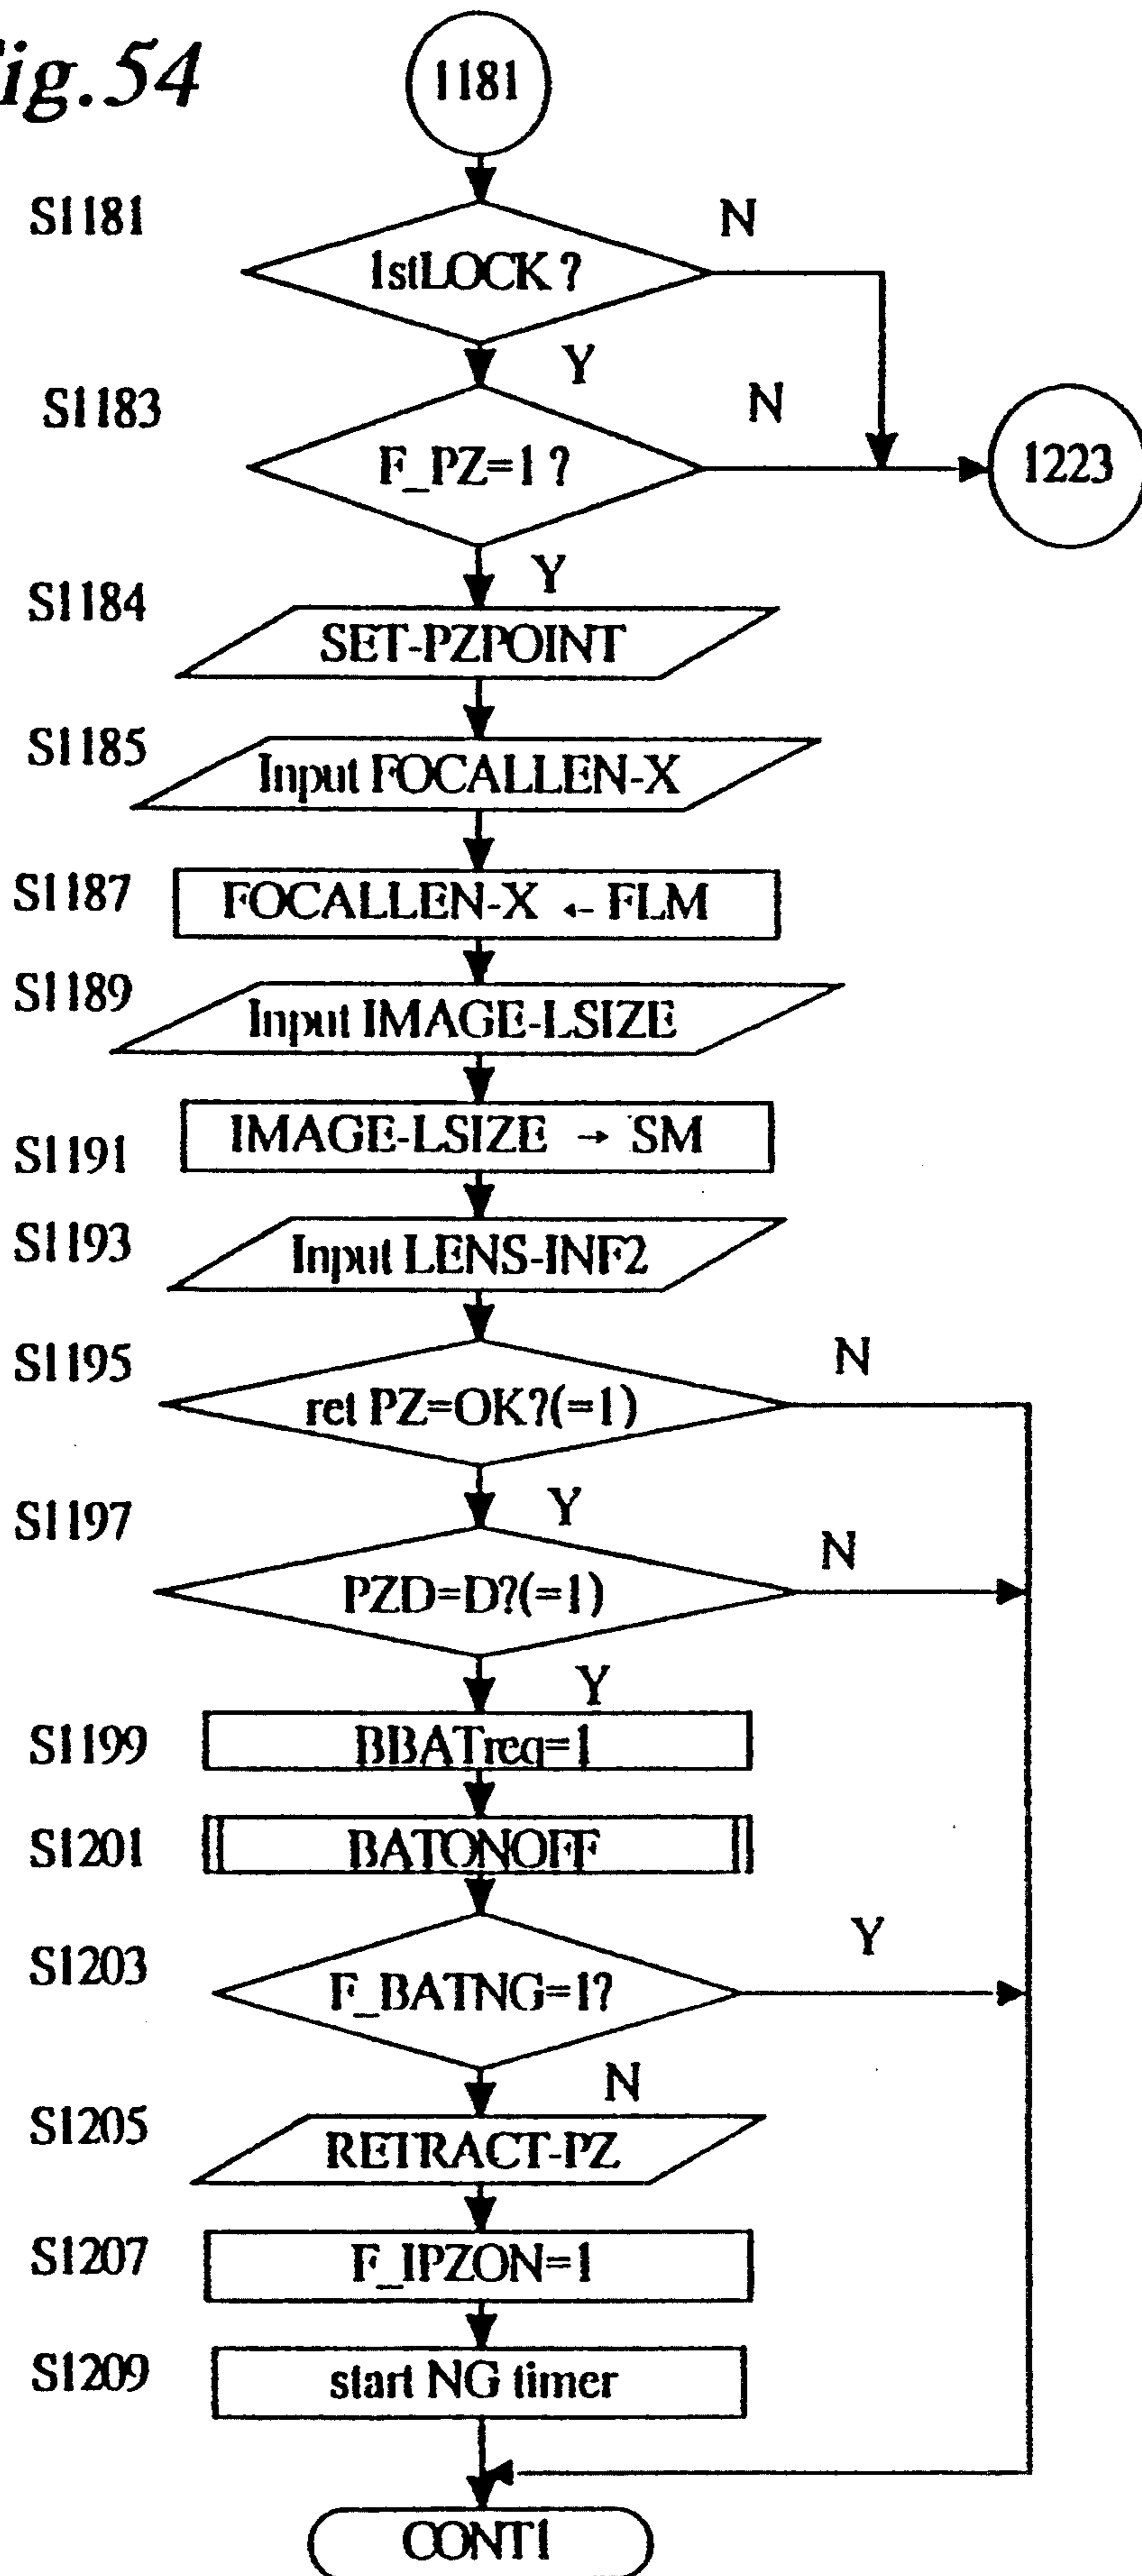 ig.54
1181
S1181
1stLOCK ?
N
Y
S1183
F_PZ=1 ?
N
1223
Y
S1184
SET-PZPOINT
S1185
Input FOCALLEN-X
S1187
FOCALLEN-X ← FLM
S1189
Input IMAGE-LSIZE
S1191
IMAGE-LSIZE → SM
S1193
Input LENS-INF2
S1195
ret PZ=OK?(=1)
N
Y
S1197
PZD=D?(=1)
N
Y
S1199
BBATreq=1
S1201
BATONOFF
S1203
F_BATNG=1?
Y
N
S1205
RETRACT-PZ
S1207
F_IPZON=1
S1209
start NG timer
CONT1